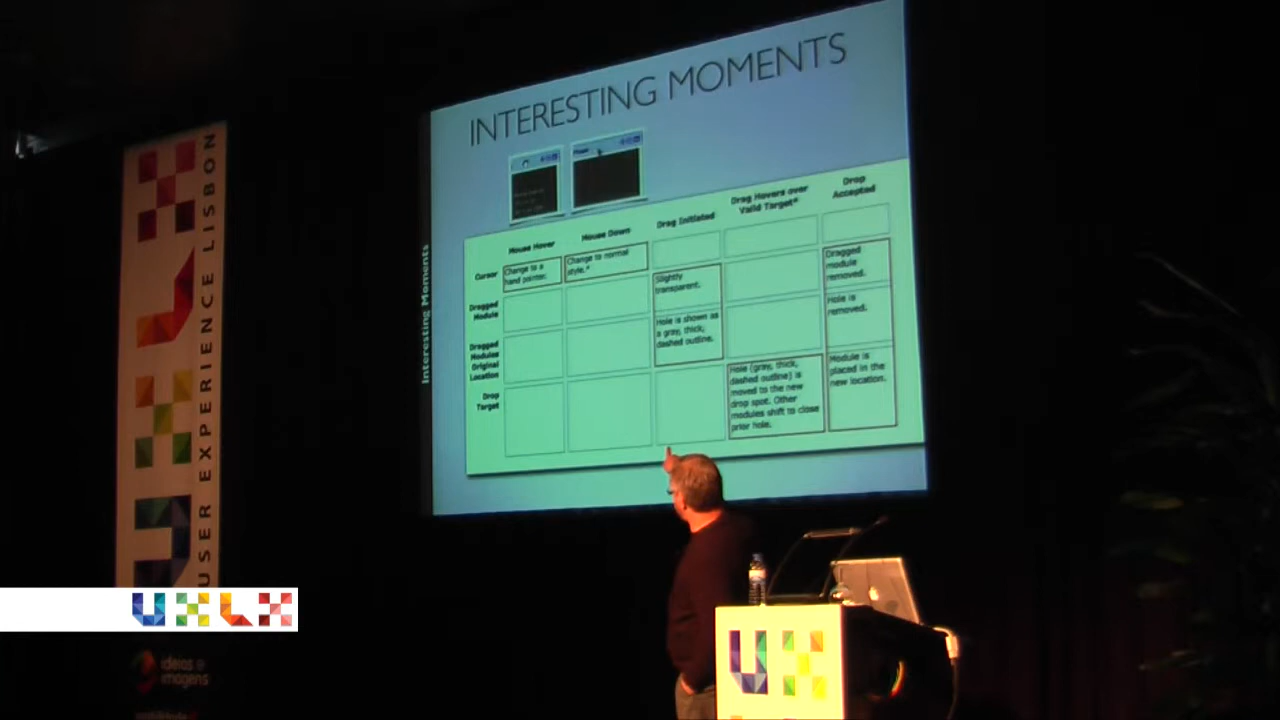 INTERESTING MOMENTS
Interesting Moments
Mouse Hover
Mouse Down
Drag Initiated
Drag Hovers over
Valid Target*
Drop
Accepted
Cursor
Change to a
hand pointer.
Change to normal
style.*
Dragged
Module
Slightly
transparent.
Dragged
module
removed.
Dragged
Modules
Original
Location
Hole is shown as
a gray, thick,
dashed outline.
Hole is
removed.
Drop
Target
Hole (gray, thick,
dashed outline) is
moved to the new
drop spot. Other
modules shift to close
prior hole.
Module is
placed in the
new location.
UXLX
USER EXPERIENCE LISBON
UXLX
ideias e
imagens
UX